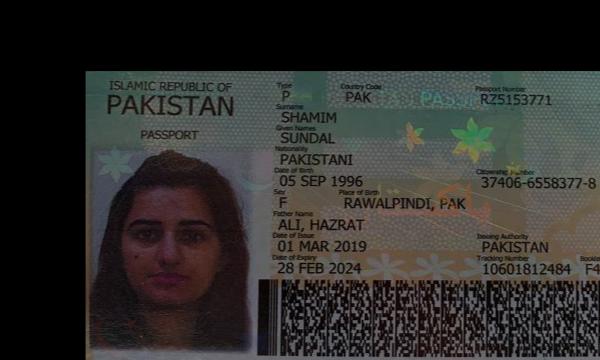 ISLAMIC REPUBLIC OF
PAKISTAN
PASSPORT
Type Country Code Passport Number
P PAK RZ5153771
Surname
SHAMIM
Given Names
SUNDAL
Nationality
PAKISTANI
Date of Birth Citizenship Number
05 SEP 1996 37406-6558377-8
Sex Place of Birth
F RAWALPINDI, PAK
Father Name
ALI, HAZRAT
Date of Issue Issuing Authority
01 MAR 2019 PAKISTAN
Date of Expiry Tracking Number
28 FEB 2024 10601812484